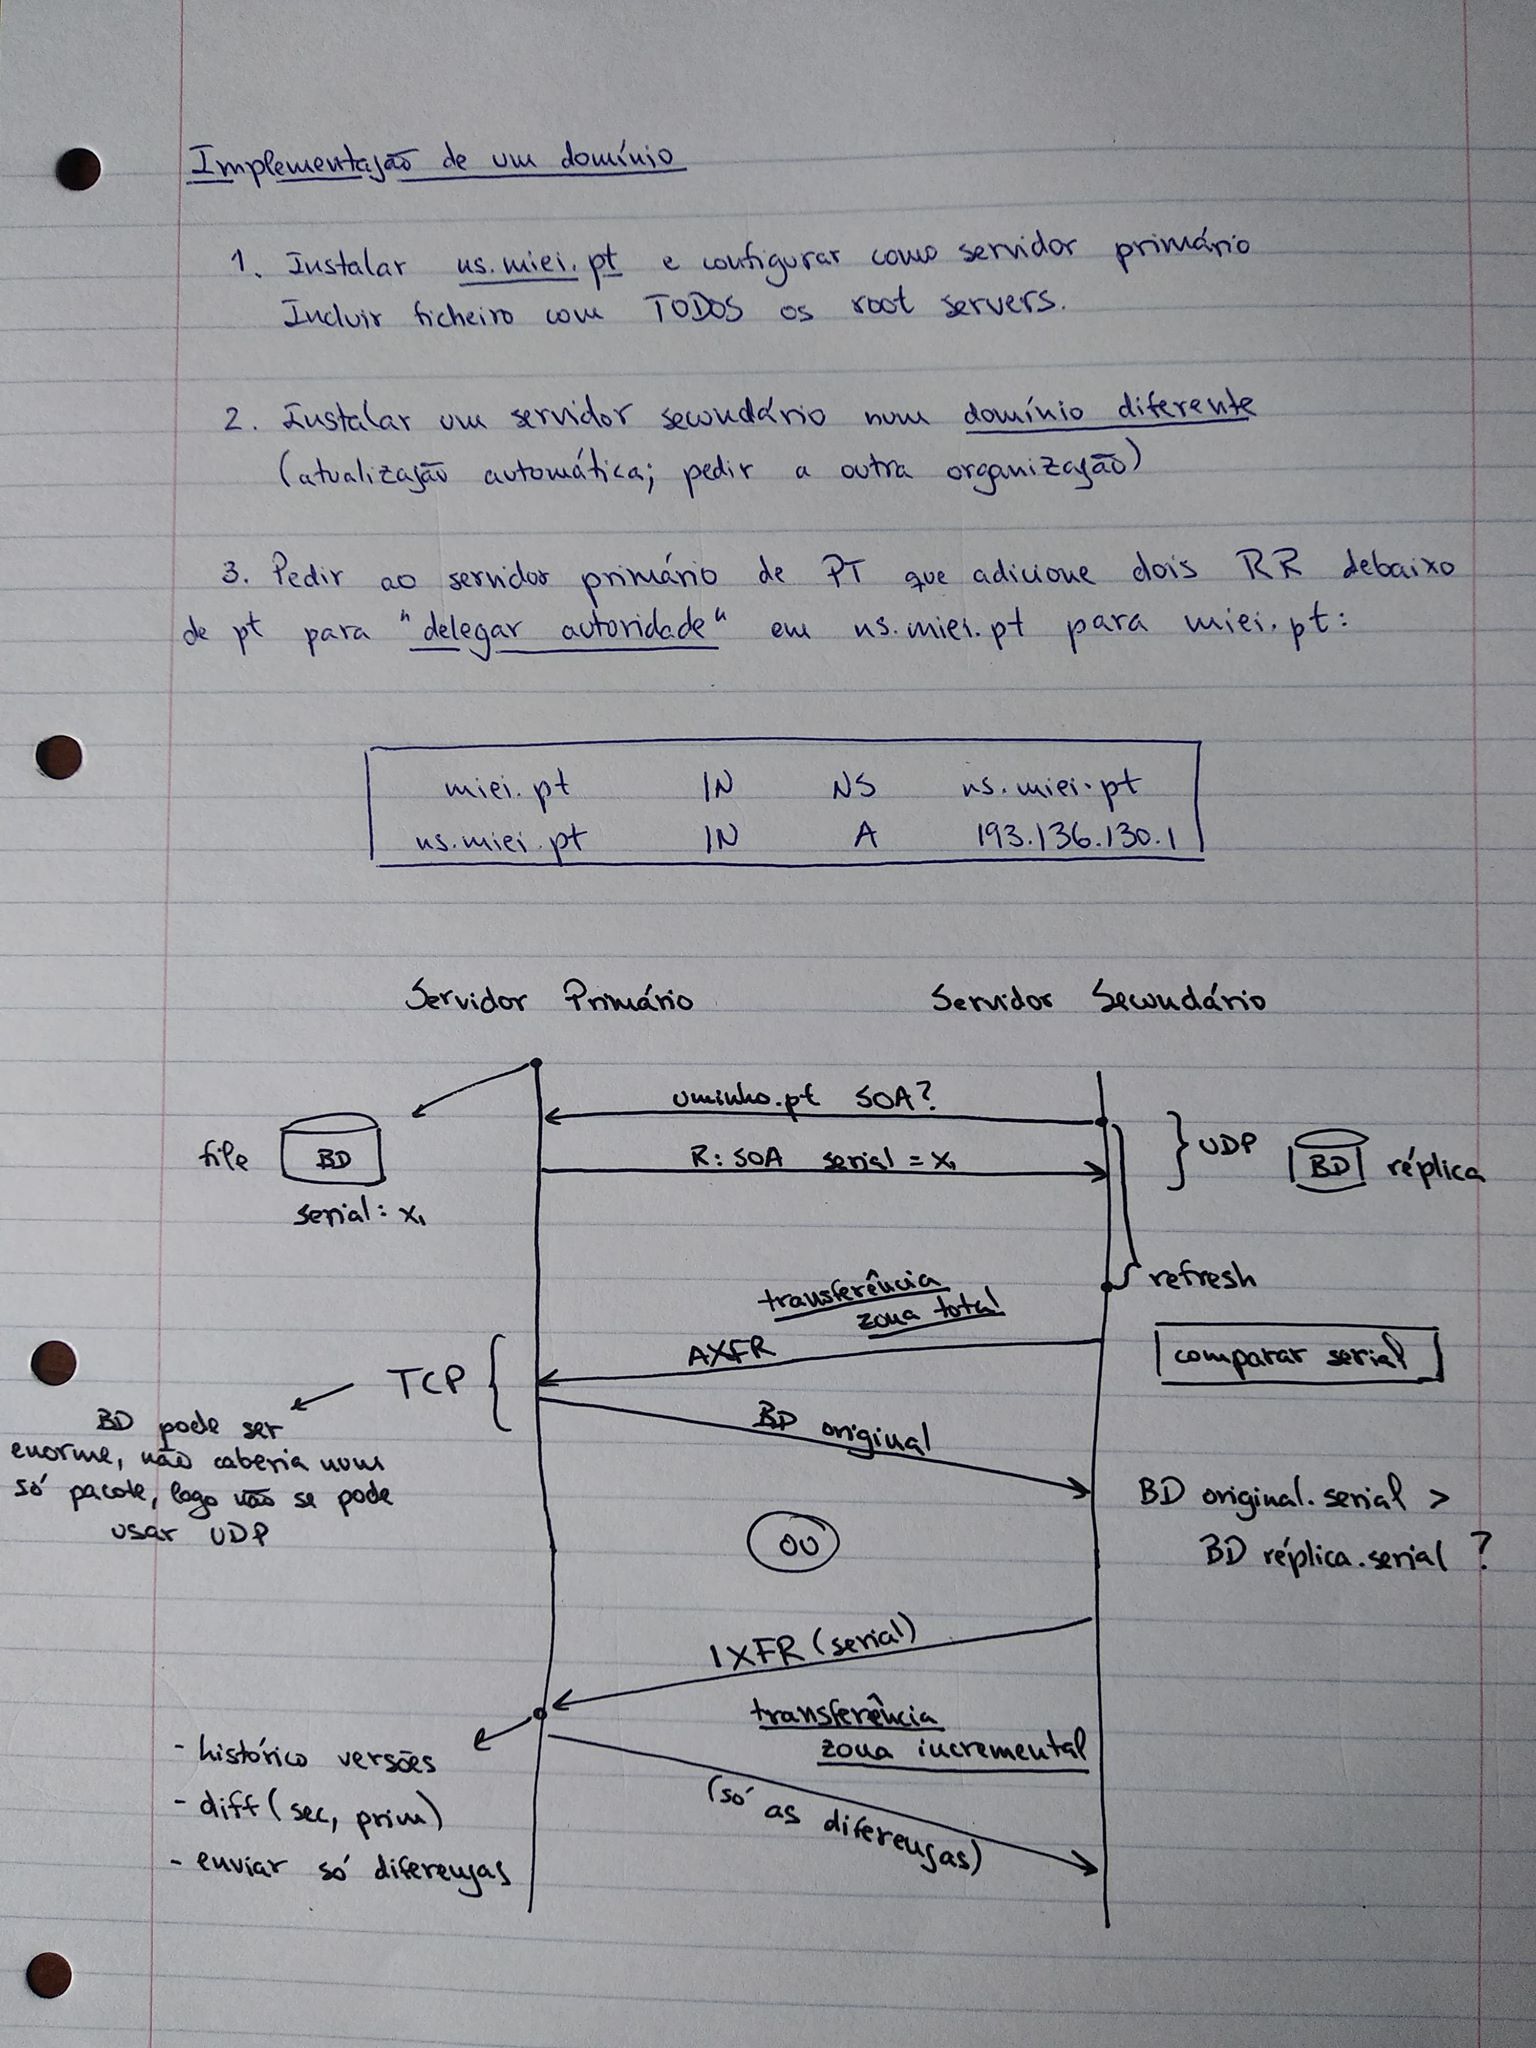 Implementação de um domínio
1. Instalar ns.miei.pt e configurar como servidor primário
Incluir ficheiro com TODOS os root servers.
2. Instalar um servidor secundário num domínio diferente
(atualização automática; pedir a outra organização)
3. Pedir ao servidor primário de PT que adicione dois RR debaixo
de pt para "delegar autoridade" em ns.miei.pt para miei.pt:
miei.pt IN NS ns.miei.pt
ns.miei.pt IN A 193.136.130.1
Servidor Primário Servidor Secundário
uminho.pt SOA?
file BD
R: SOA serial = x₁
UDP
BD réplica
serial: x₁
refresh
transferência
zona total
AXFR
comparar serial
TCP
BD pode ser
enorme, não caberia num
só pacote, logo não se pode
usar UDP
BD original
BD original.serial >
BD réplica.serial ?
OU
IXFR (serial)
transferência
zona incremental
(só as diferenças)
- histórico versões
- diff (sec, prim)
- enviar só diferenças